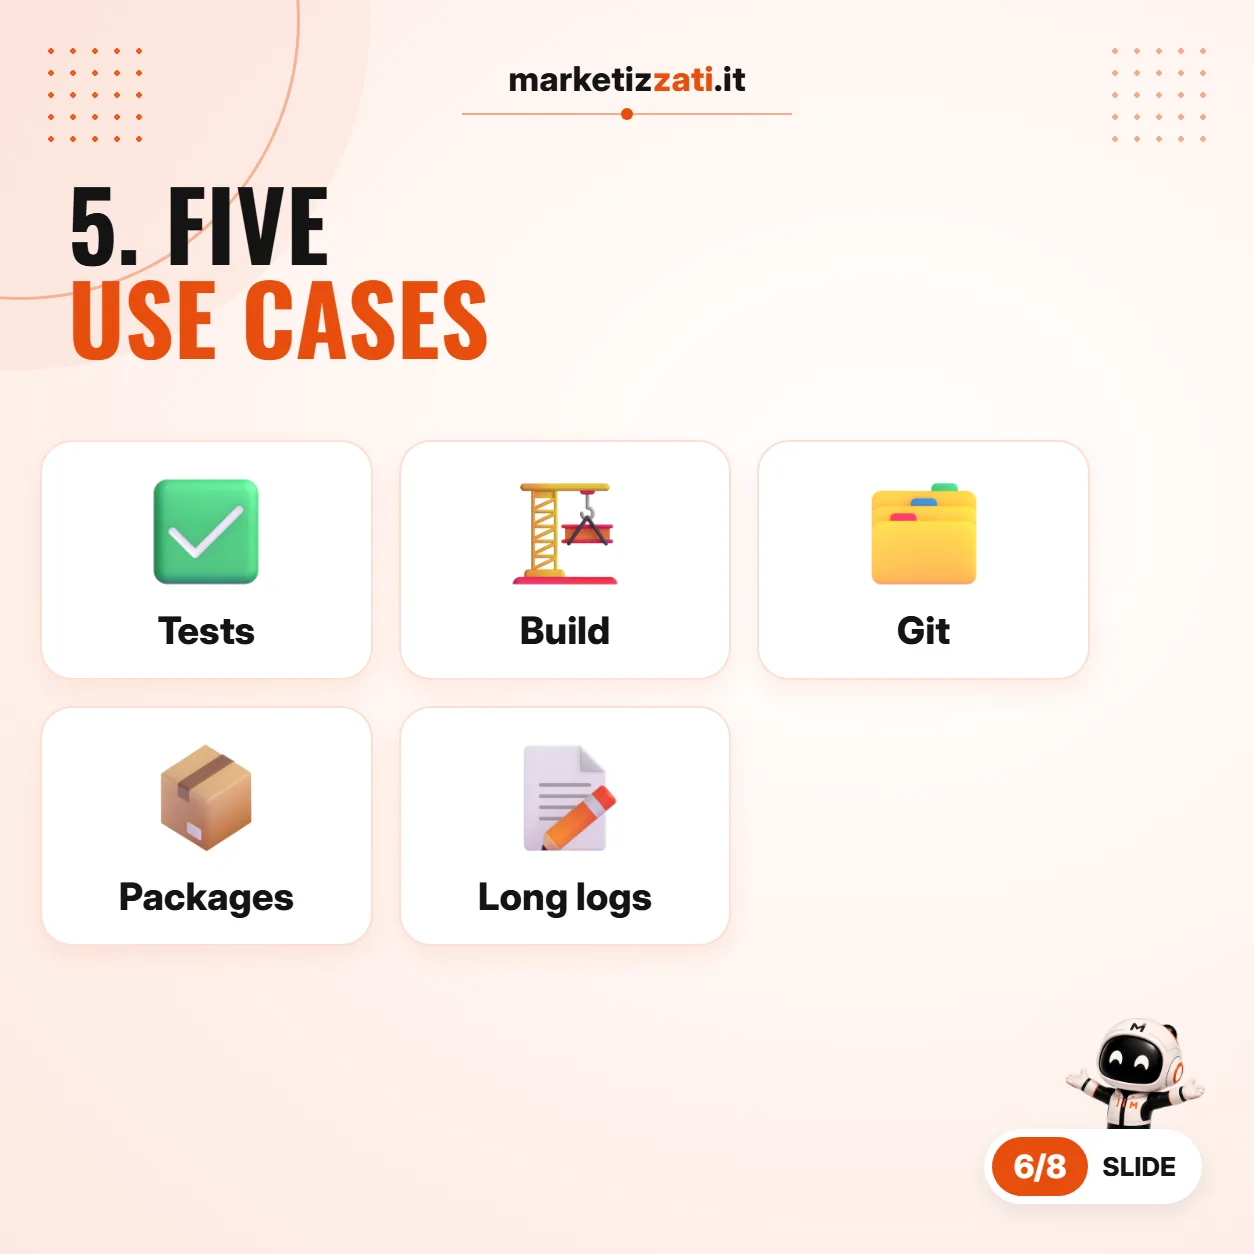 marketizzati.it
5. FIVE
USE CASES
Tests
Build
Git
Packages
Long logs
M
M
6/8 SLIDE